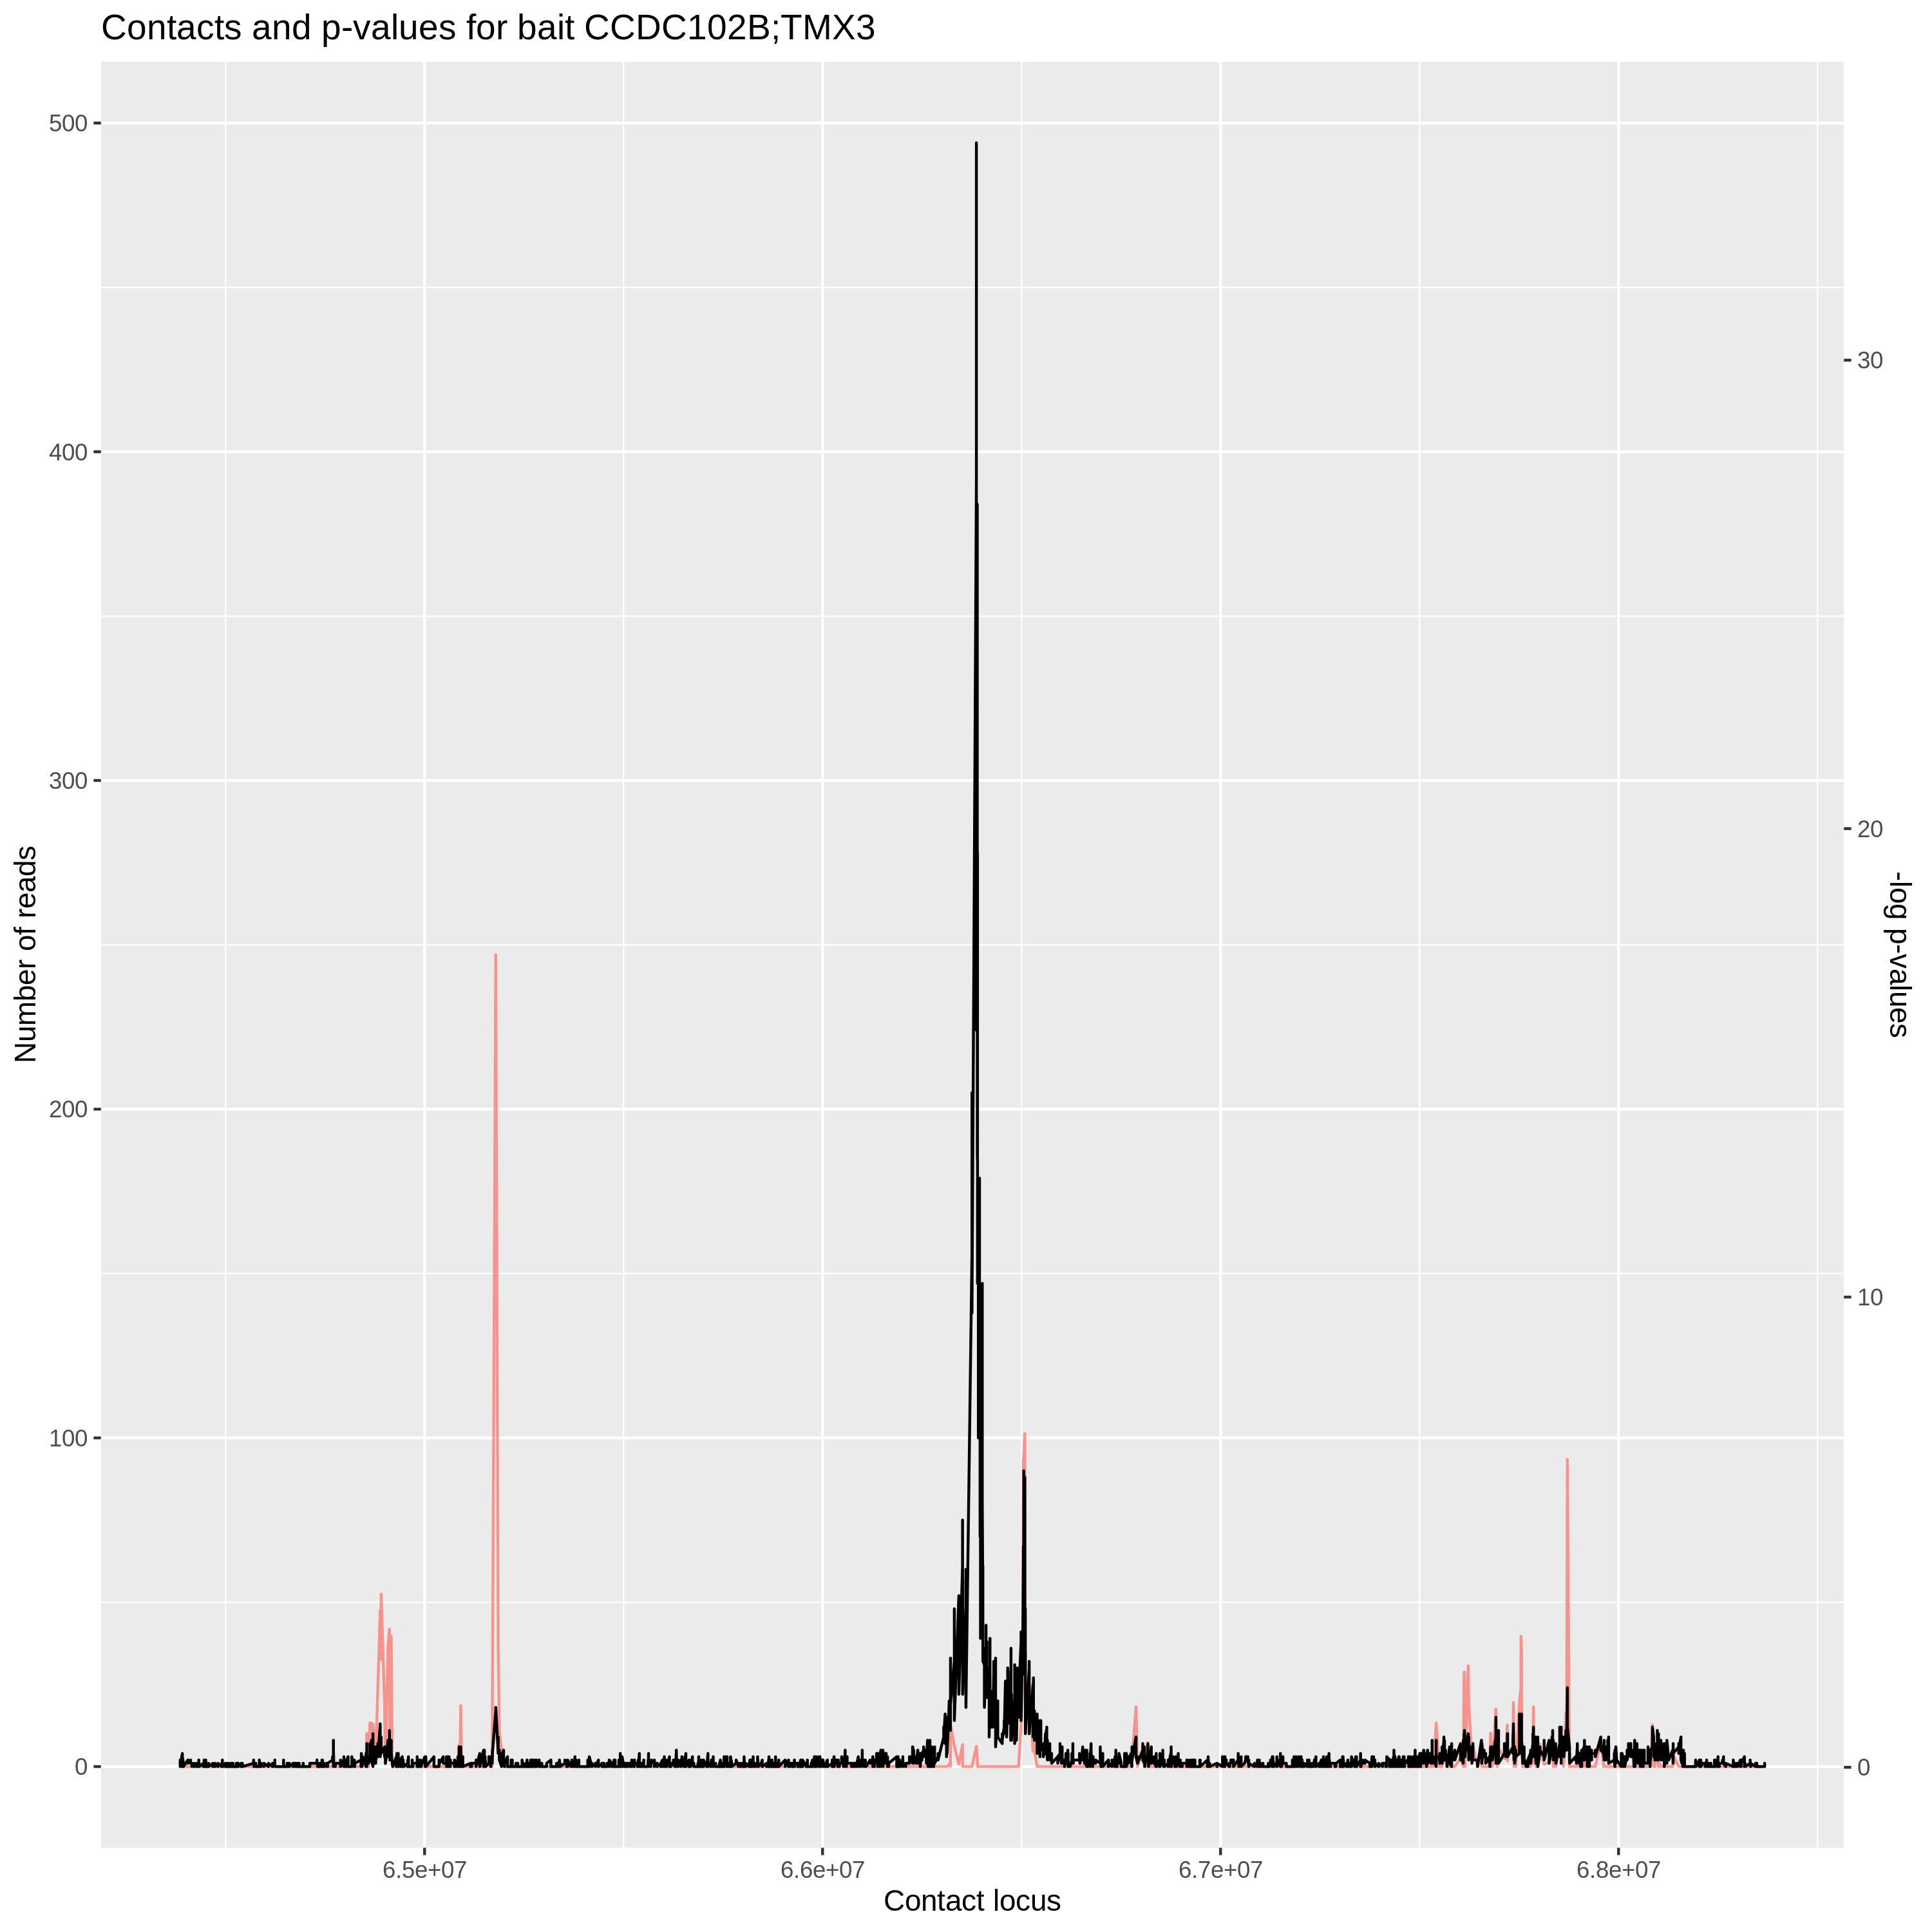 Contacts and p-values for bait CCDC102B;TMX3
500
400
300
200
100
0
Number of reads
30
20
10
0
-log p-values
6.5e+07
6.6e+07
6.7e+07
6.8e+07
Contact locus